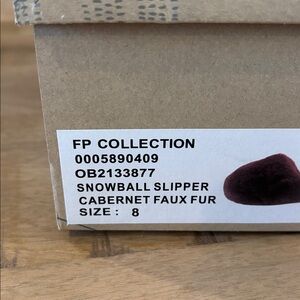 FP COLLECTION
0005890409
OB2133877
SNOWBALL SLIPPER
CABERNET FAUX FUR
SIZE: 8